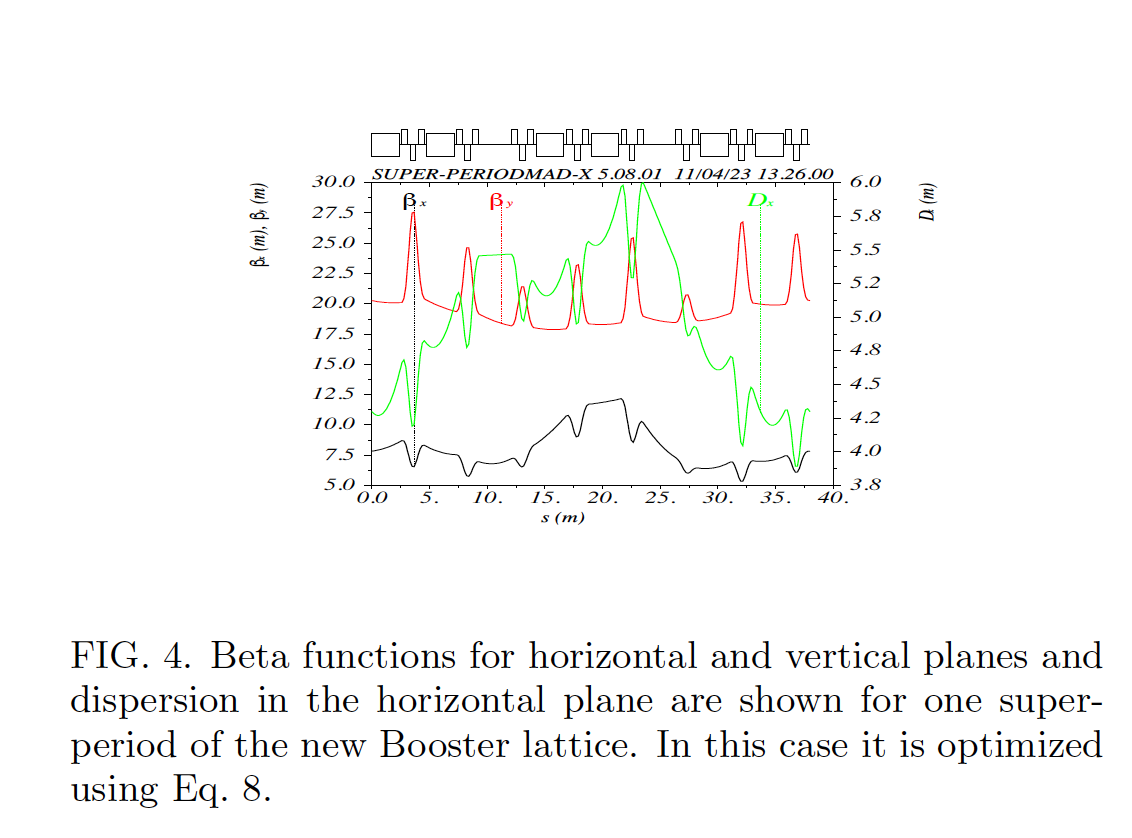 SUPER-PERIODMAD-X 5.08.01 11/04/23 13.26.00
30.0 6.0
βx (m), βy (m) Dx (m)
βx βy Dx
27.5 5.8
25.0 5.5
22.5 5.2
20.0 5.0
17.5 4.8
15.0 4.5
12.5 4.2
10.0 4.0
7.5 3.8
5.0
0.0 5. 10. 15. 20. 25. 30. 35. 40.
s (m)
FIG. 4. Beta functions for horizontal and vertical planes and
dispersion in the horizontal plane are shown for one super-
period of the new Booster lattice. In this case it is optimized
using Eq. 8.